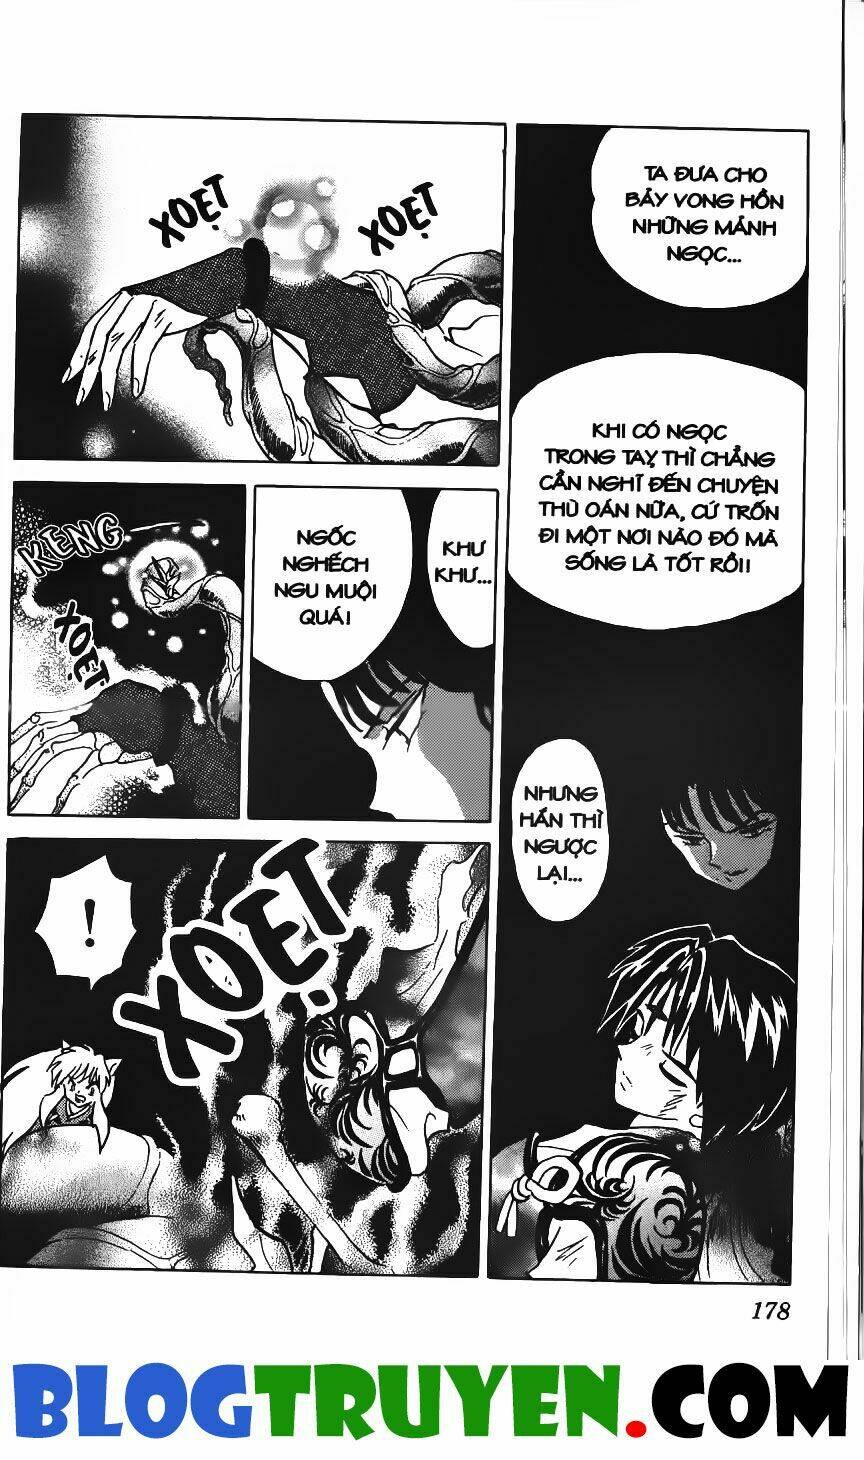 TA ĐƯA CHO
BẢY VONG HỒN
NHỮNG MẢNH
NGỌC...
KHI CÓ NGỌC
TRONG TAY, THÌ CHẲNG
CẦN NGHĨ ĐẾN CHUYỆN
THÙ OÁN NỮA, CỨ TRỐN
ĐI MỘT NƠI NÀO ĐÓ MÀ
SỐNG LÀ TỐT RỒI!
NHƯNG
HẮN THÌ
NGƯỢC
LẠI...
XOẸT
XOẸT
KHƯ
KHƯ...
NGỐC
NGHẾCH
NGU MUỘI
QUÁ!
KENG
XOẸT
XOẸT
!
178
BLOGTRUYEN.COM